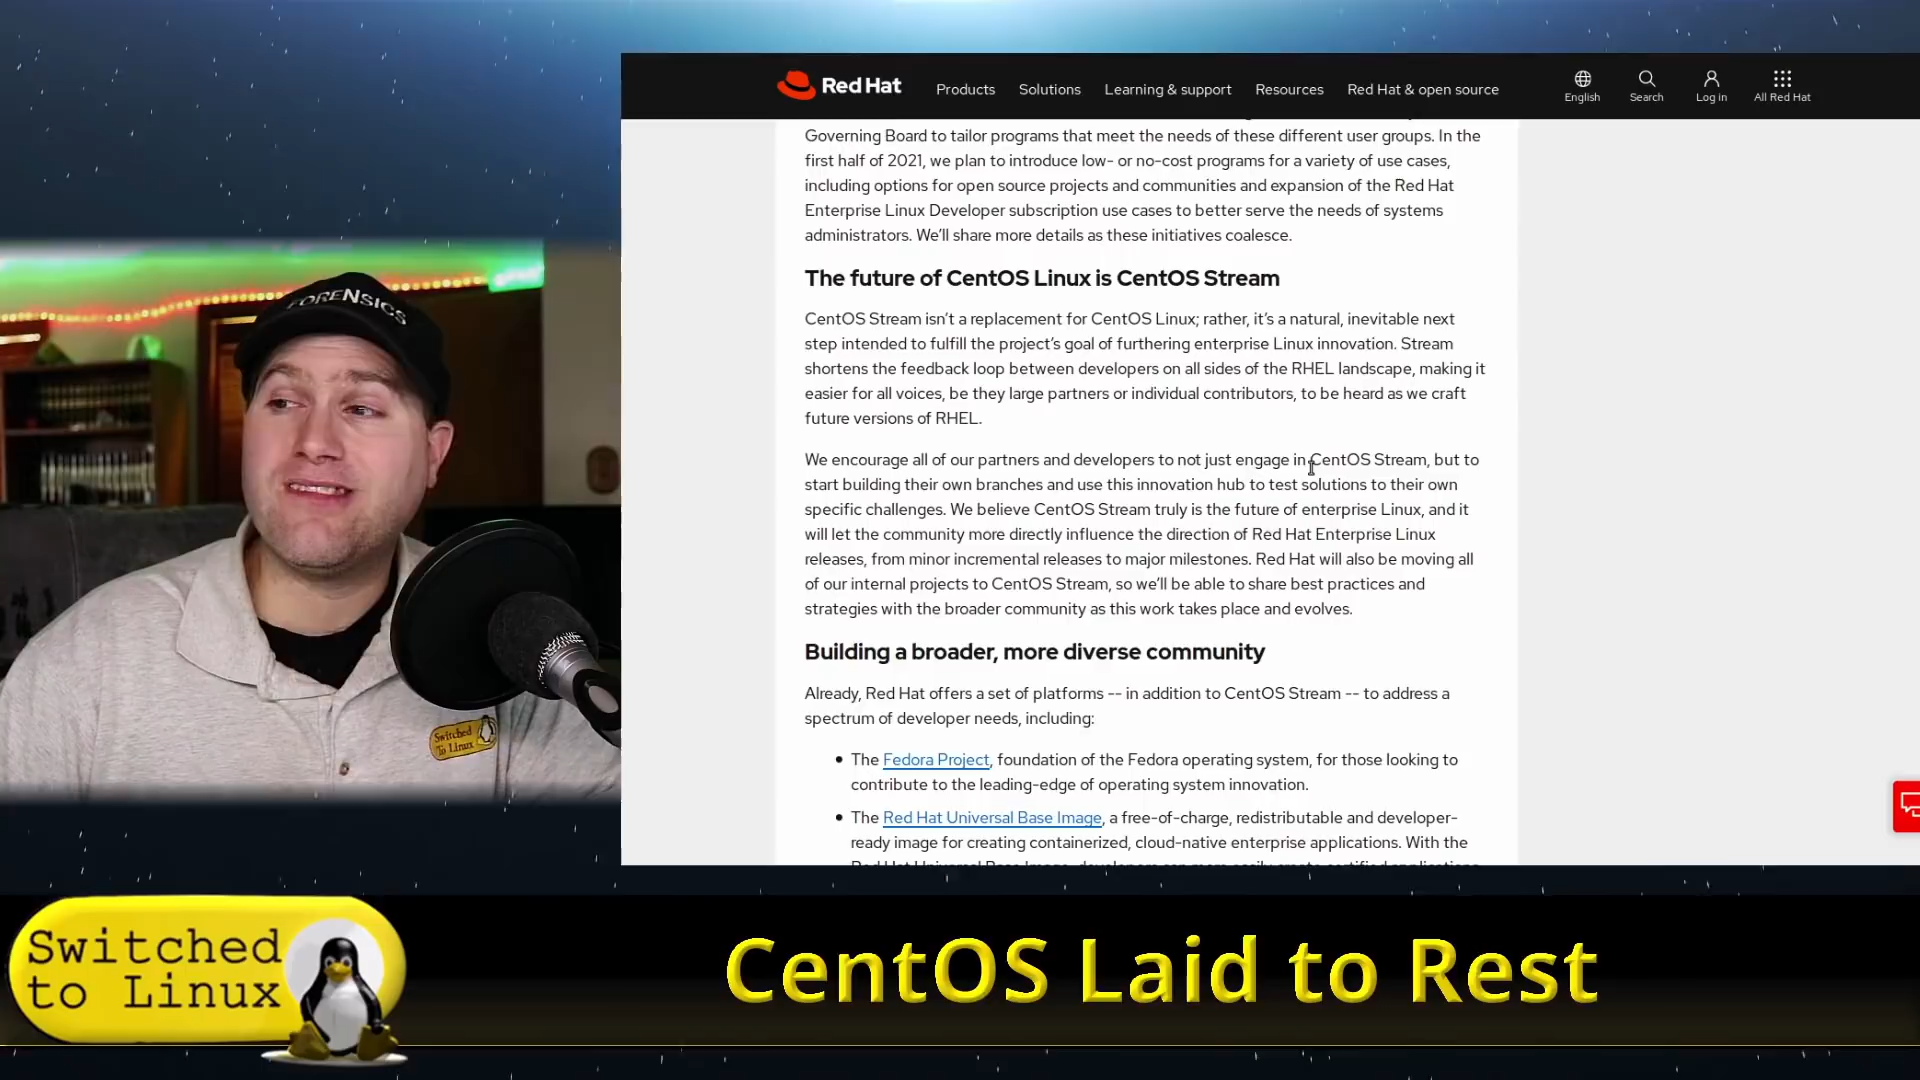 Red Hat
Products
Solutions
Learning & support
Resources
Red Hat & open source
English
Search
Log in
All Red Hat
Governing Board to tailor programs that meet the needs of these different user groups. In the
first half of 2021, we plan to introduce low- or no-cost programs for a variety of use cases,
including options for open source projects and communities and expansion of the Red Hat
Enterprise Linux Developer subscription use cases to better serve the needs of systems
administrators. We’ll share more details as these initiatives coalesce.
The future of CentOS Linux is CentOS Stream
CentOS Stream isn’t a replacement for CentOS Linux; rather, it’s a natural, inevitable next
step intended to fulfill the project’s goal of furthering enterprise Linux innovation. Stream
shortens the feedback loop between developers on all sides of the RHEL landscape, making it
easier for all voices, be they large partners or individual contributors, to be heard as we craft
future versions of RHEL.
We encourage all of our partners and developers to not just engage in CentOS Stream, but to
start building their own branches and use this innovation hub to test solutions to their own
specific challenges. We believe CentOS Stream truly is the future of enterprise Linux, and it
will let the community more directly influence the direction of Red Hat Enterprise Linux
releases, from minor incremental releases to major milestones. Red Hat will also be moving all
of our internal projects to CentOS Stream, so we’ll be able to share best practices and
strategies with the broader community as this work takes place and evolves.
Building a broader, more diverse community
Already, Red Hat offers a set of platforms -- in addition to CentOS Stream -- to address a
spectrum of developer needs, including:
• The Fedora Project, foundation of the Fedora operating system, for those looking to
contribute to the leading-edge of operating system innovation.
• The Red Hat Universal Base Image, a free-of-charge, redistributable and developer-
ready image for creating containerized, cloud-native enterprise applications. With the
Red Hat Universal Base Image, developers can more easily create certified applications
FORENSICS
Switched
To Linux
Switched
to Linux
CentOS Laid to Rest